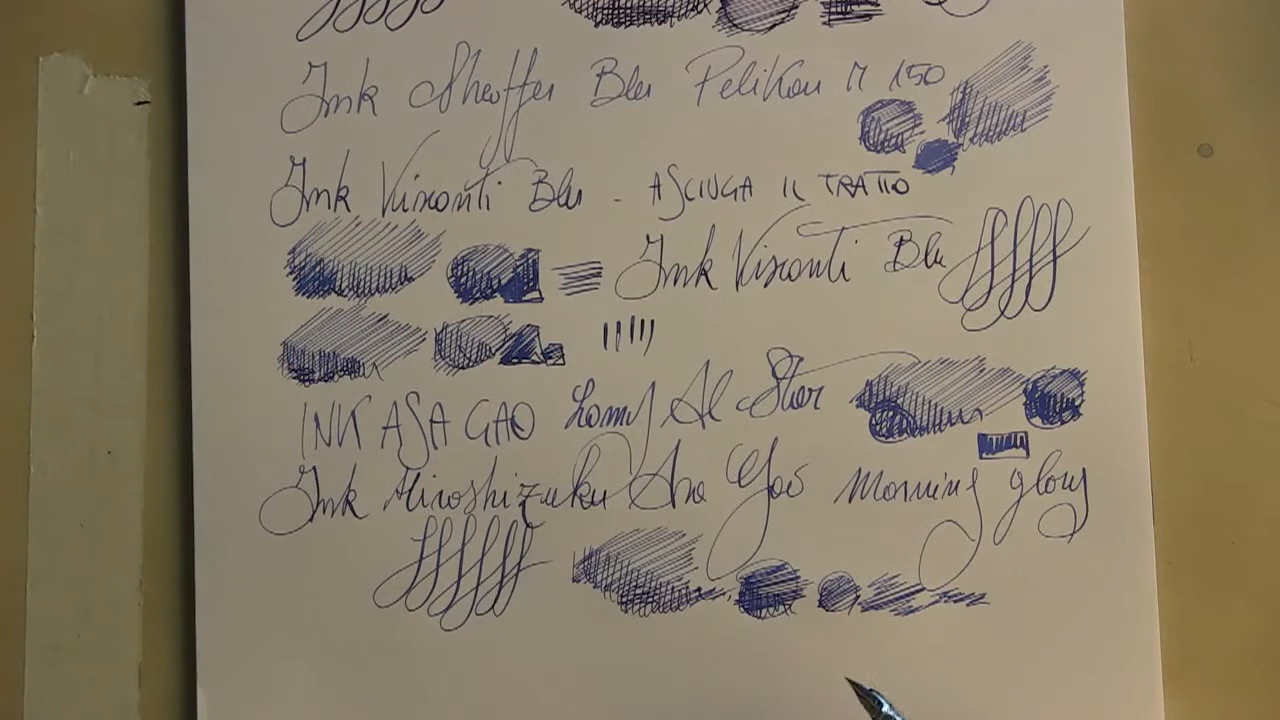 Ink Sheaffer Blu Pelikan M 150
Ink Visconti Blu - ASCIUGA IL TRATTO
Ink Visconti Blu
INK ASA GAO Lamy Al Star
Ink Hiroshizuku Asa Gao Morning glory